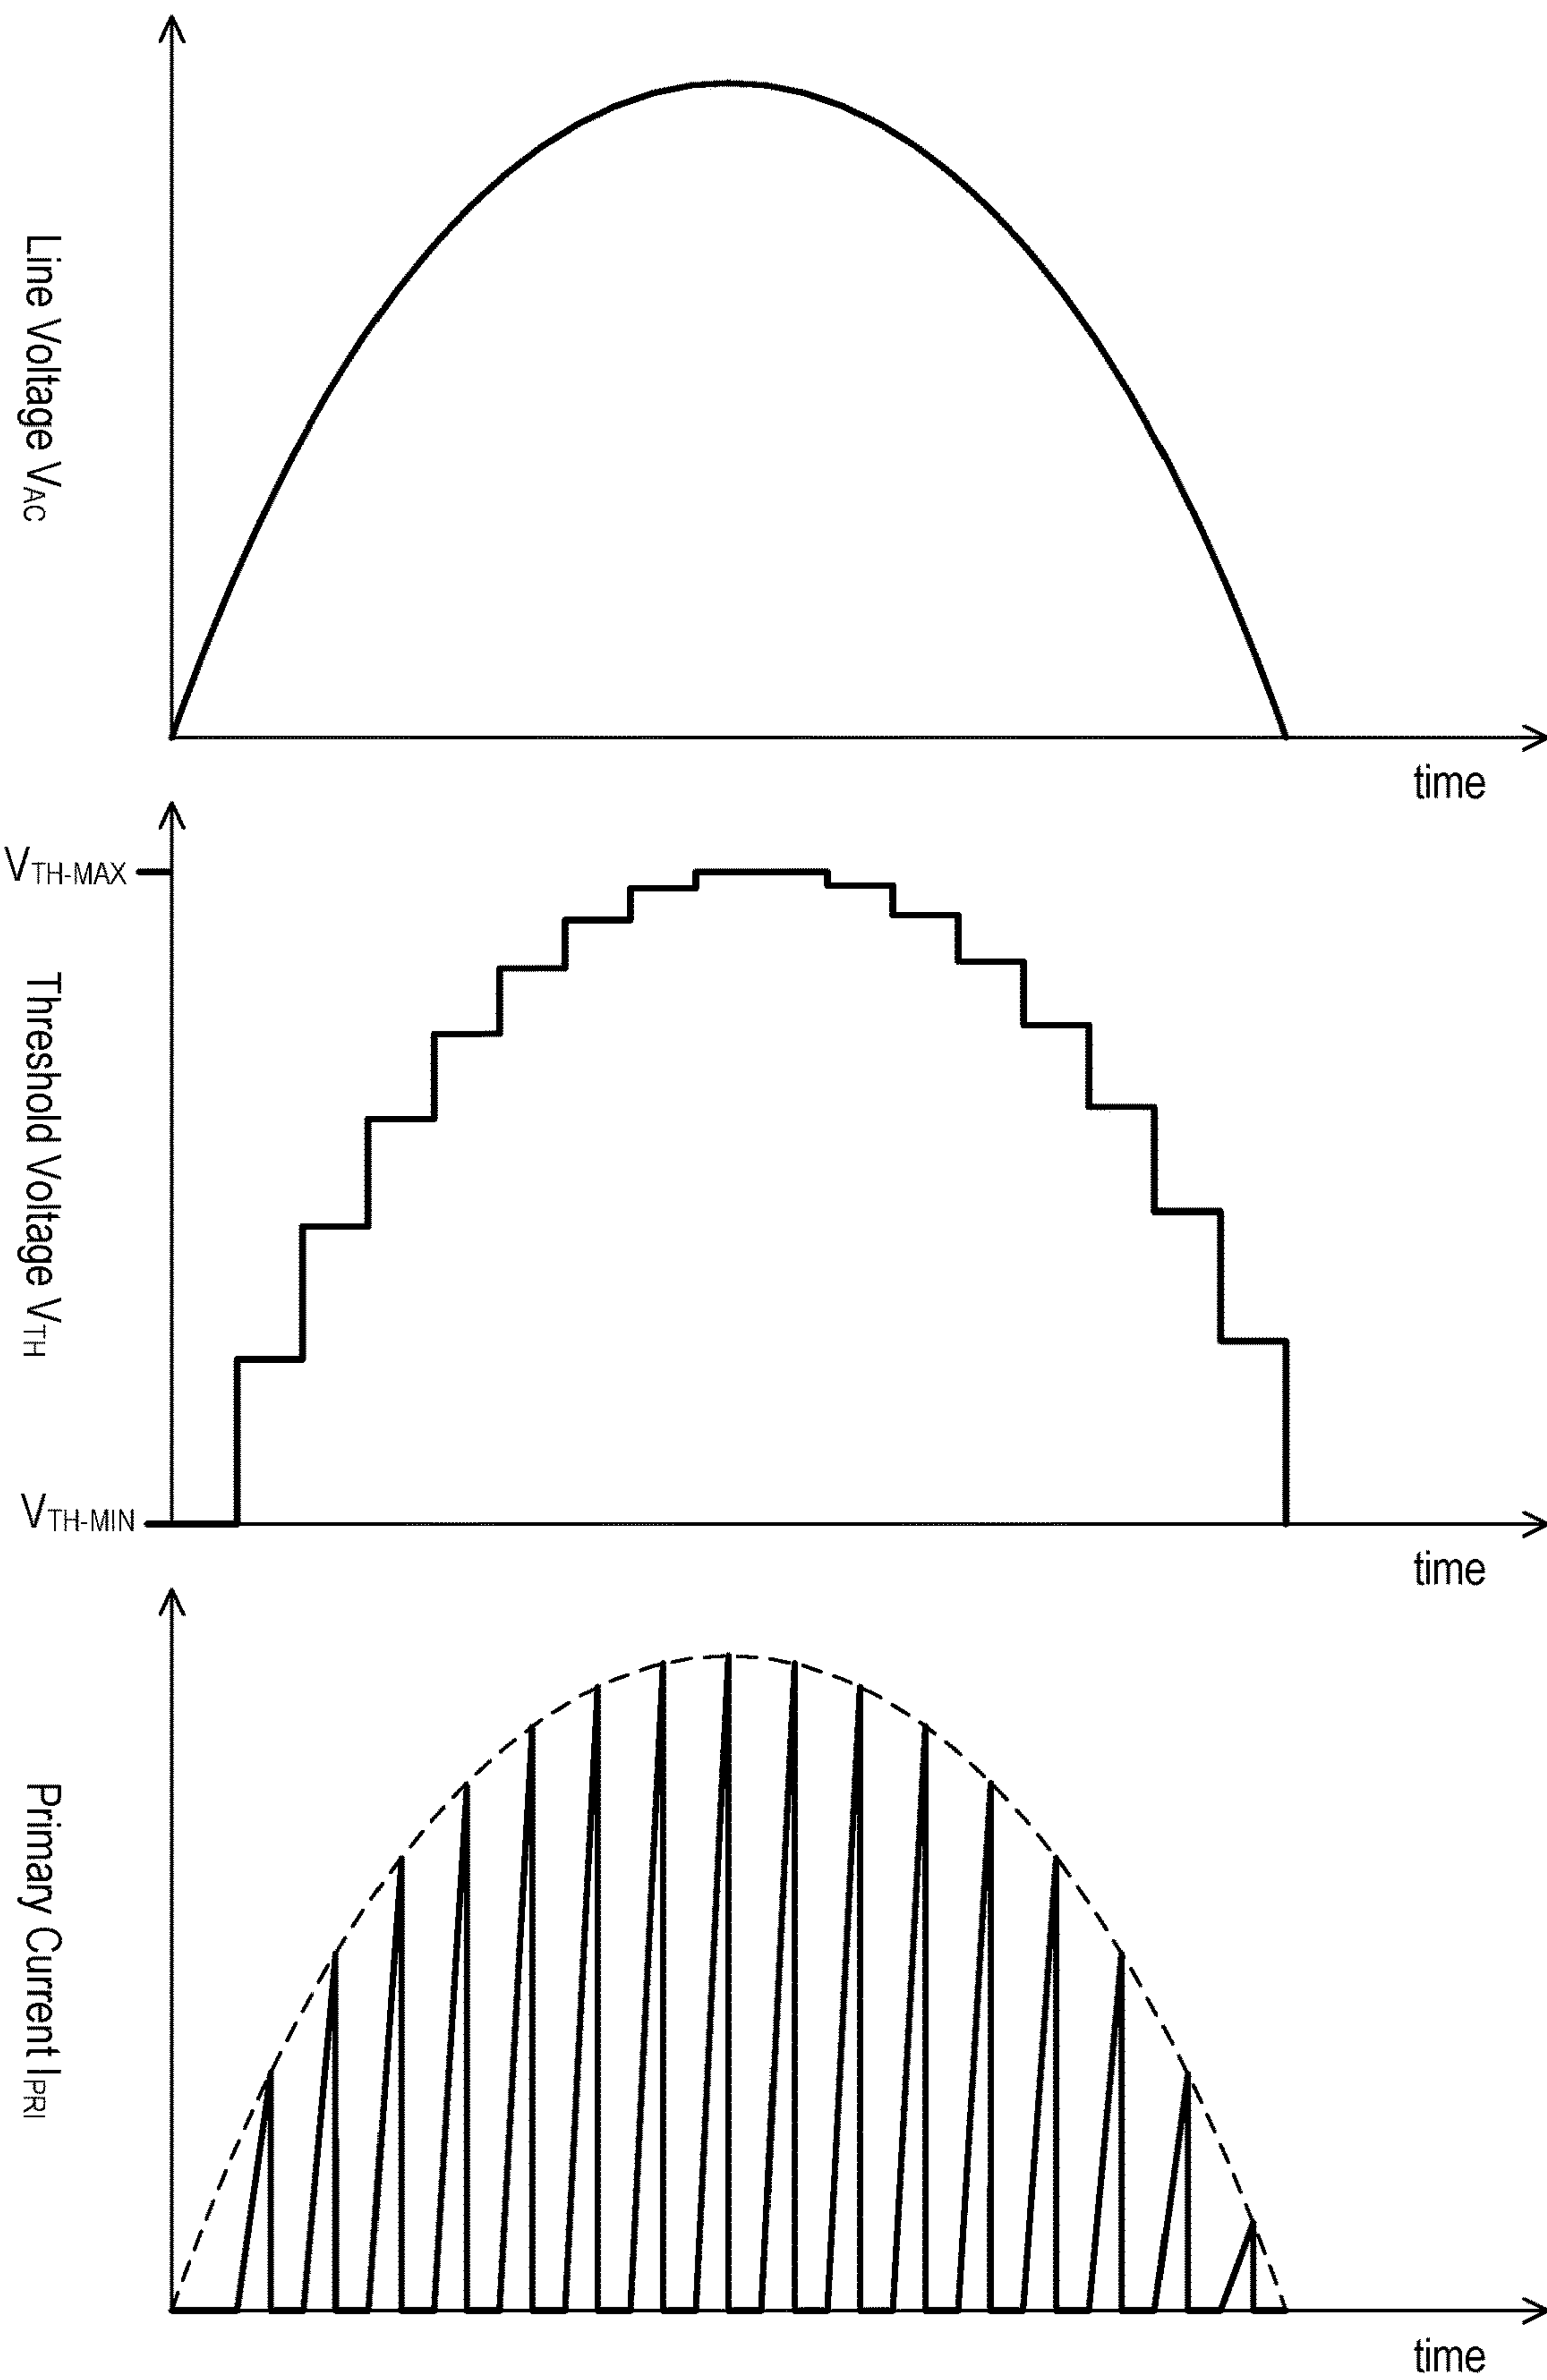 Line Voltage VAC
time
VTH-MAX
Threshold Voltage VTH
VTH-MIN
time
Primary Current IPRI
time